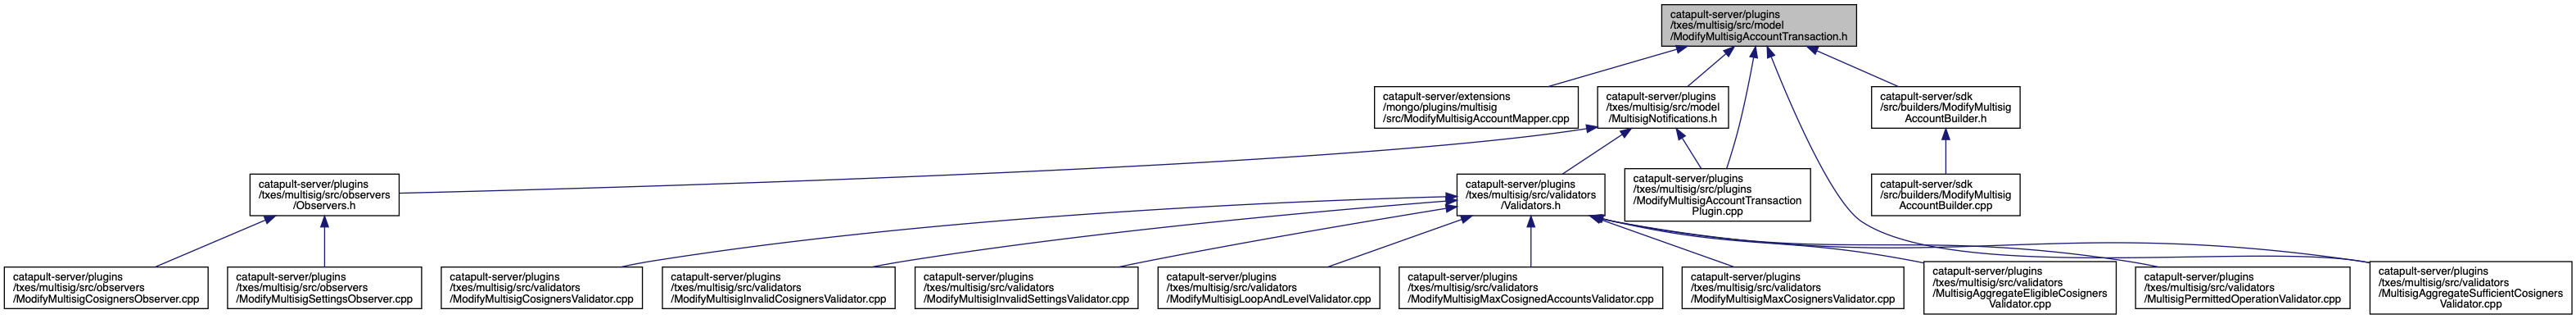 catapult-server/plugins
/txes/multisig/src/model
/ModifyMultisigAccountTransaction.h
catapult-server/extensions
/mongo/plugins/multisig
/src/ModifyMultisigAccountMapper.cpp
catapult-server/plugins
/txes/multisig/src/model
/MultisigNotifications.h
catapult-server/sdk
/src/builders/ModifyMultisig
AccountBuilder.h
catapult-server/plugins
/txes/multisig/src/observers
/Observers.h
catapult-server/plugins
/txes/multisig/src/validators
/Validators.h
catapult-server/plugins
/txes/multisig/src/plugins
/ModifyMultisigAccountTransaction
Plugin.cpp
catapult-server/sdk
/src/builders/ModifyMultisig
AccountBuilder.cpp
catapult-server/plugins
/txes/multisig/src/observers
/ModifyMultisigCosignersObserver.cpp
catapult-server/plugins
/txes/multisig/src/observers
/ModifyMultisigSettingsObserver.cpp
catapult-server/plugins
/txes/multisig/src/validators
/ModifyMultisigCosignersValidator.cpp
catapult-server/plugins
/txes/multisig/src/validators
/ModifyMultisigInvalidCosignersValidator.cpp
catapult-server/plugins
/txes/multisig/src/validators
/ModifyMultisigInvalidSettingsValidator.cpp
catapult-server/plugins
/txes/multisig/src/validators
/ModifyMultisigLoopAndLevelValidator.cpp
catapult-server/plugins
/txes/multisig/src/validators
/ModifyMultisigMaxCosignedAccountsValidator.cpp
catapult-server/plugins
/txes/multisig/src/validators
/ModifyMultisigMaxCosignersValidator.cpp
catapult-server/plugins
/txes/multisig/src/validators
/MultisigAggregateEligibleCosigners
Validator.cpp
catapult-server/plugins
/txes/multisig/src/validators
/MultisigPermittedOperationValidator.cpp
catapult-server/plugins
/txes/multisig/src/validators
/MultisigAggregateSufficientCosigners
Validator.cpp